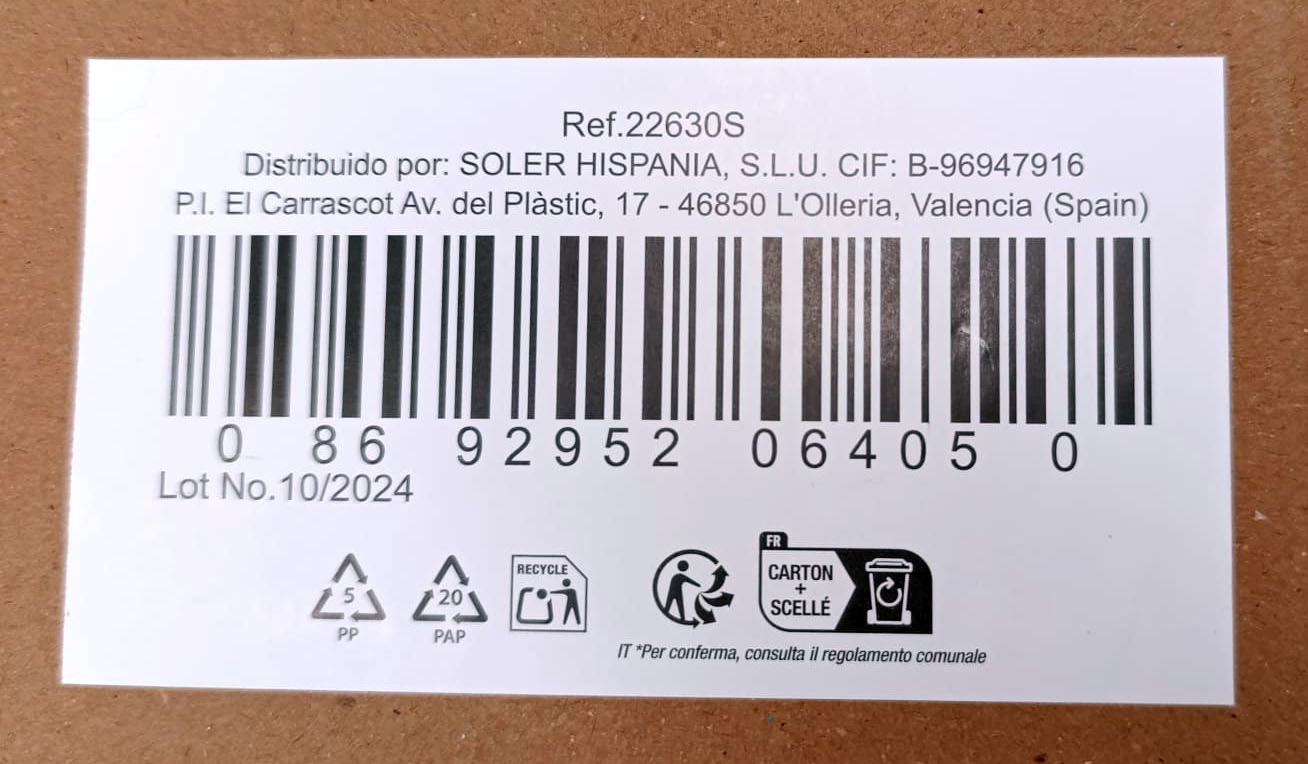 Ref.22630S
Distribuido por: SOLER HISPANIA, S.L.U. CIF: B-96947916
P.I. El Carrascot Av. del Plàstic, 17 - 46850 L'Olleria, Valencia (Spain)
0 86 92952 06405 0
Lot No.10/2024
5
PP
20
PAP
RECYCLE
FR
CARTON
+
SCELLÉ
IT *Per conferma, consulta il regolamento comunale